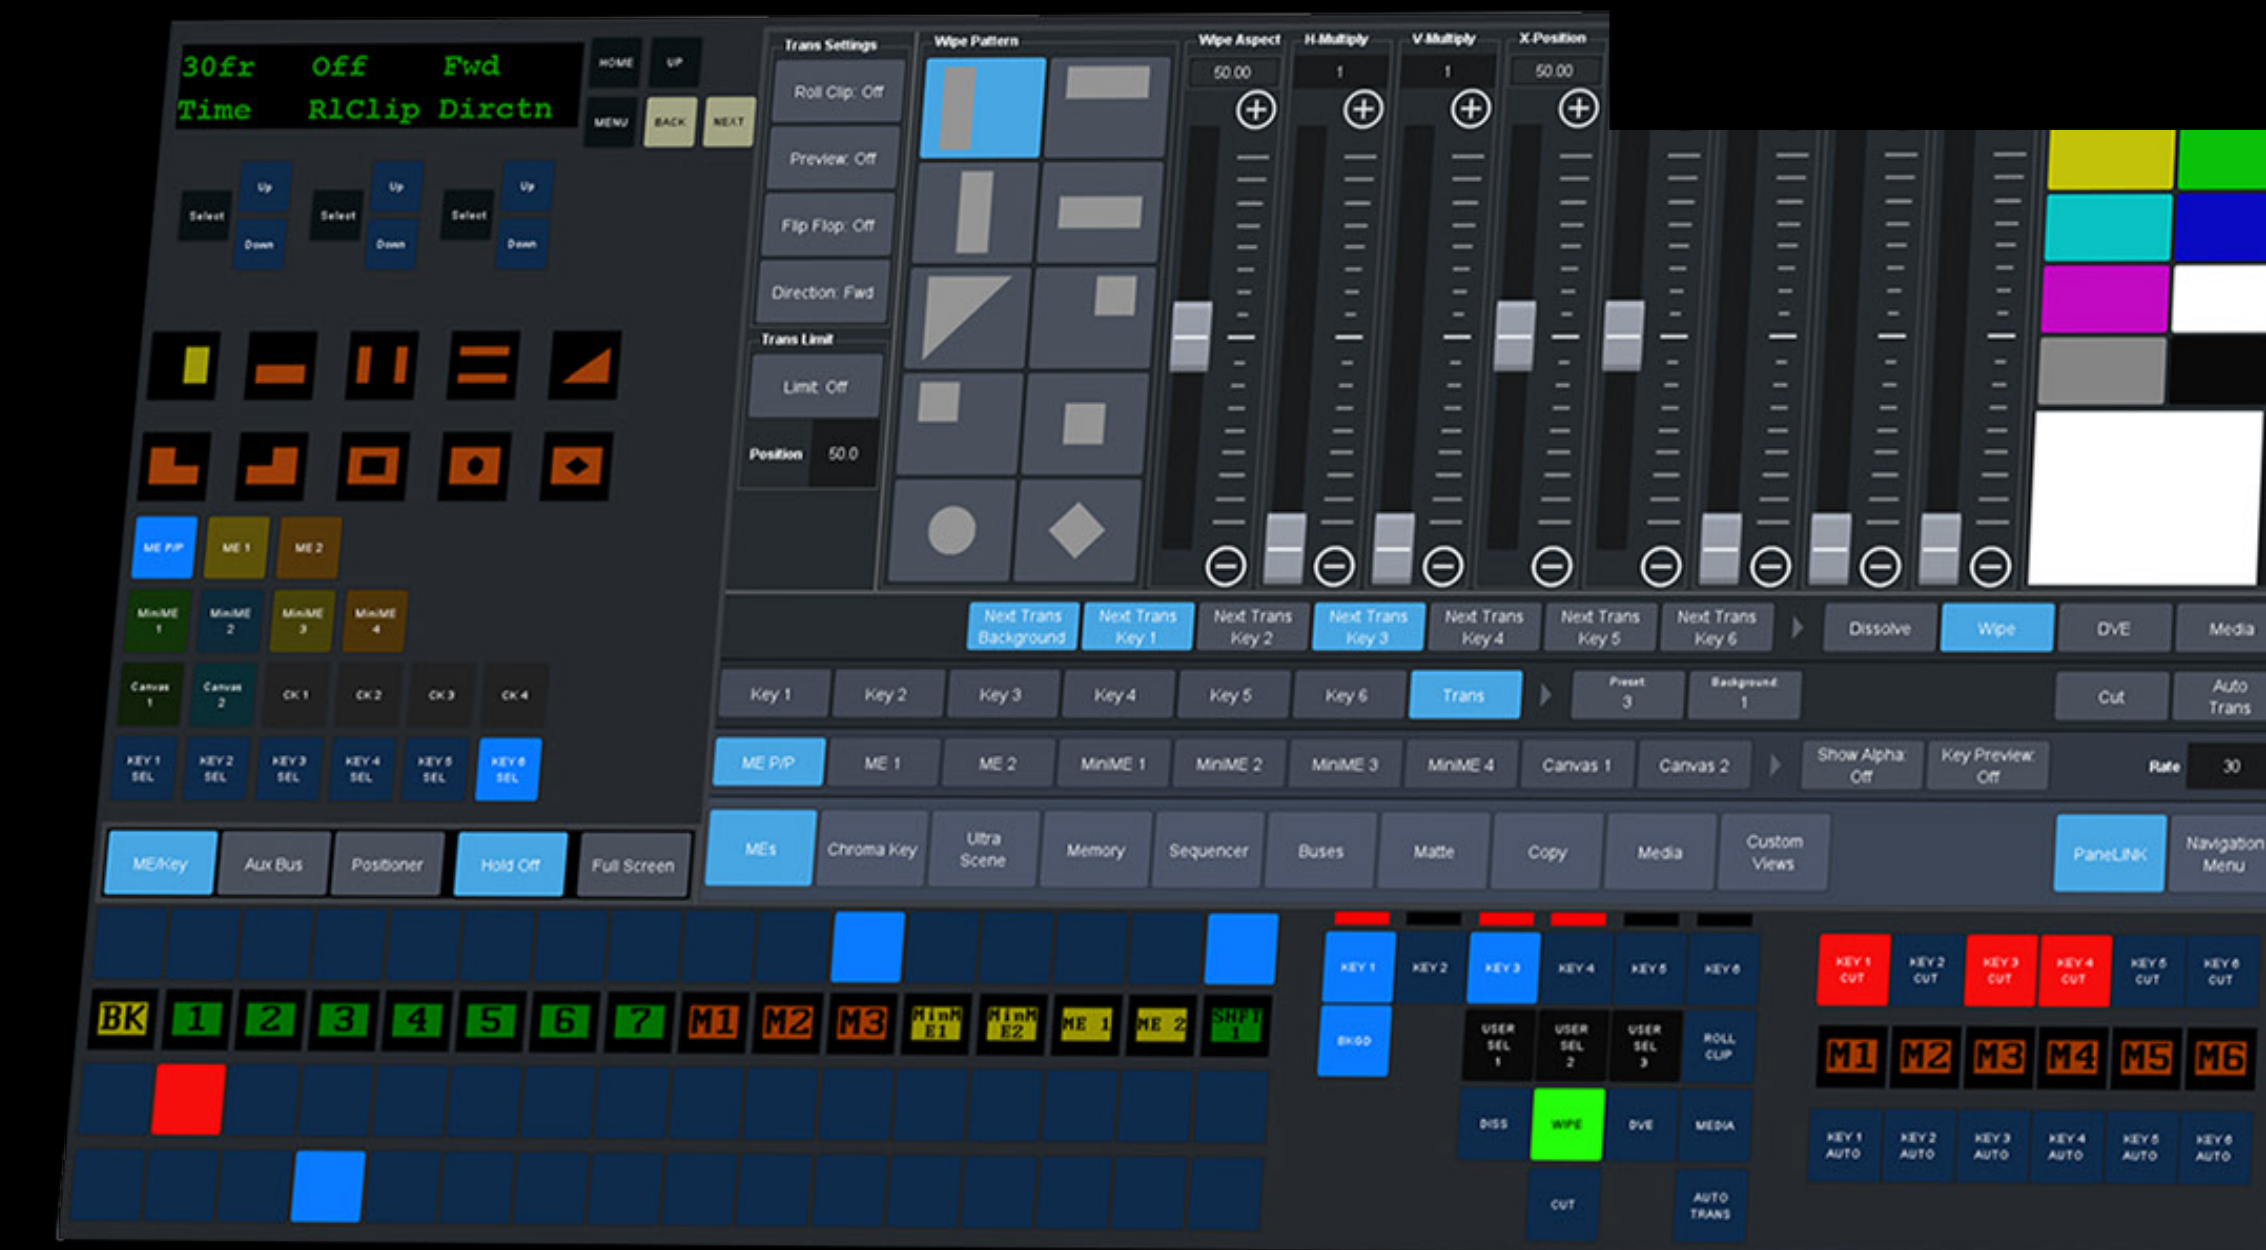 30fr Off Fwd
Time RlClip Dirctn
HOME UP
MENU BACK NEXT
Select Up Down Select Up Down Select Up Down
Trans Settings
Roll Clip: Off
Preview: Off
Flip Flop: Off
Direction: Fwd
Trans Limit
Limit: Off
Position 50.0
Wipe Pattern
Wipe Aspect H-Multiply V-Multiply X-Position
50.00 1 1 50.00
ME P/P ME 1 ME 2
MiniME 1 MiniME 2 MiniME 3 MiniME 4
Canvas 1 Canvas 2 CK 1 CK 2 CK 3 CK 4
KEY 1 SEL KEY 2 SEL KEY 3 SEL KEY 4 SEL KEY 5 SEL KEY 6 SEL
Next Trans Background Next Trans Key 1 Next Trans Key 2 Next Trans Key 3 Next Trans Key 4 Next Trans Key 5 Next Trans Key 6 Dissolve Wipe DVE Media
Key 1 Key 2 Key 3 Key 4 Key 5 Key 6 Trans Preset: 3 Background: 1 Cut Auto Trans
ME P/P ME 1 ME 2 MiniME 1 MiniME 2 MiniME 3 MiniME 4 Canvas 1 Canvas 2 Show Alpha: Off Key Preview: Off Rate 30
MEs Chroma Key Ultra Scene Memory Sequencer Buses Matte Copy Media Custom Views PaneLINK Navigation Menu
ME/Key Aux Bus Positioner Hold Off Full Screen
BK 1 2 3 4 5 6 7 M1 M2 M3 MinM E1 MinM E2 ME 1 ME 2 SHFT 1
KEY 1 KEY 2 KEY 3 KEY 4 KEY 5 KEY 6
BKGD USER SEL 1 USER SEL 2 USER SEL 3 ROLL CLIP
DISS WIPE DVE MEDIA
CUT AUTO TRANS
KEY 1 CUT KEY 2 CUT KEY 3 CUT KEY 4 CUT KEY 5 CUT KEY 6 CUT
M1 M2 M3 M4 M5 M6
KEY 1 AUTO KEY 2 AUTO KEY 3 AUTO KEY 4 AUTO KEY 5 AUTO KEY 6 AUTO